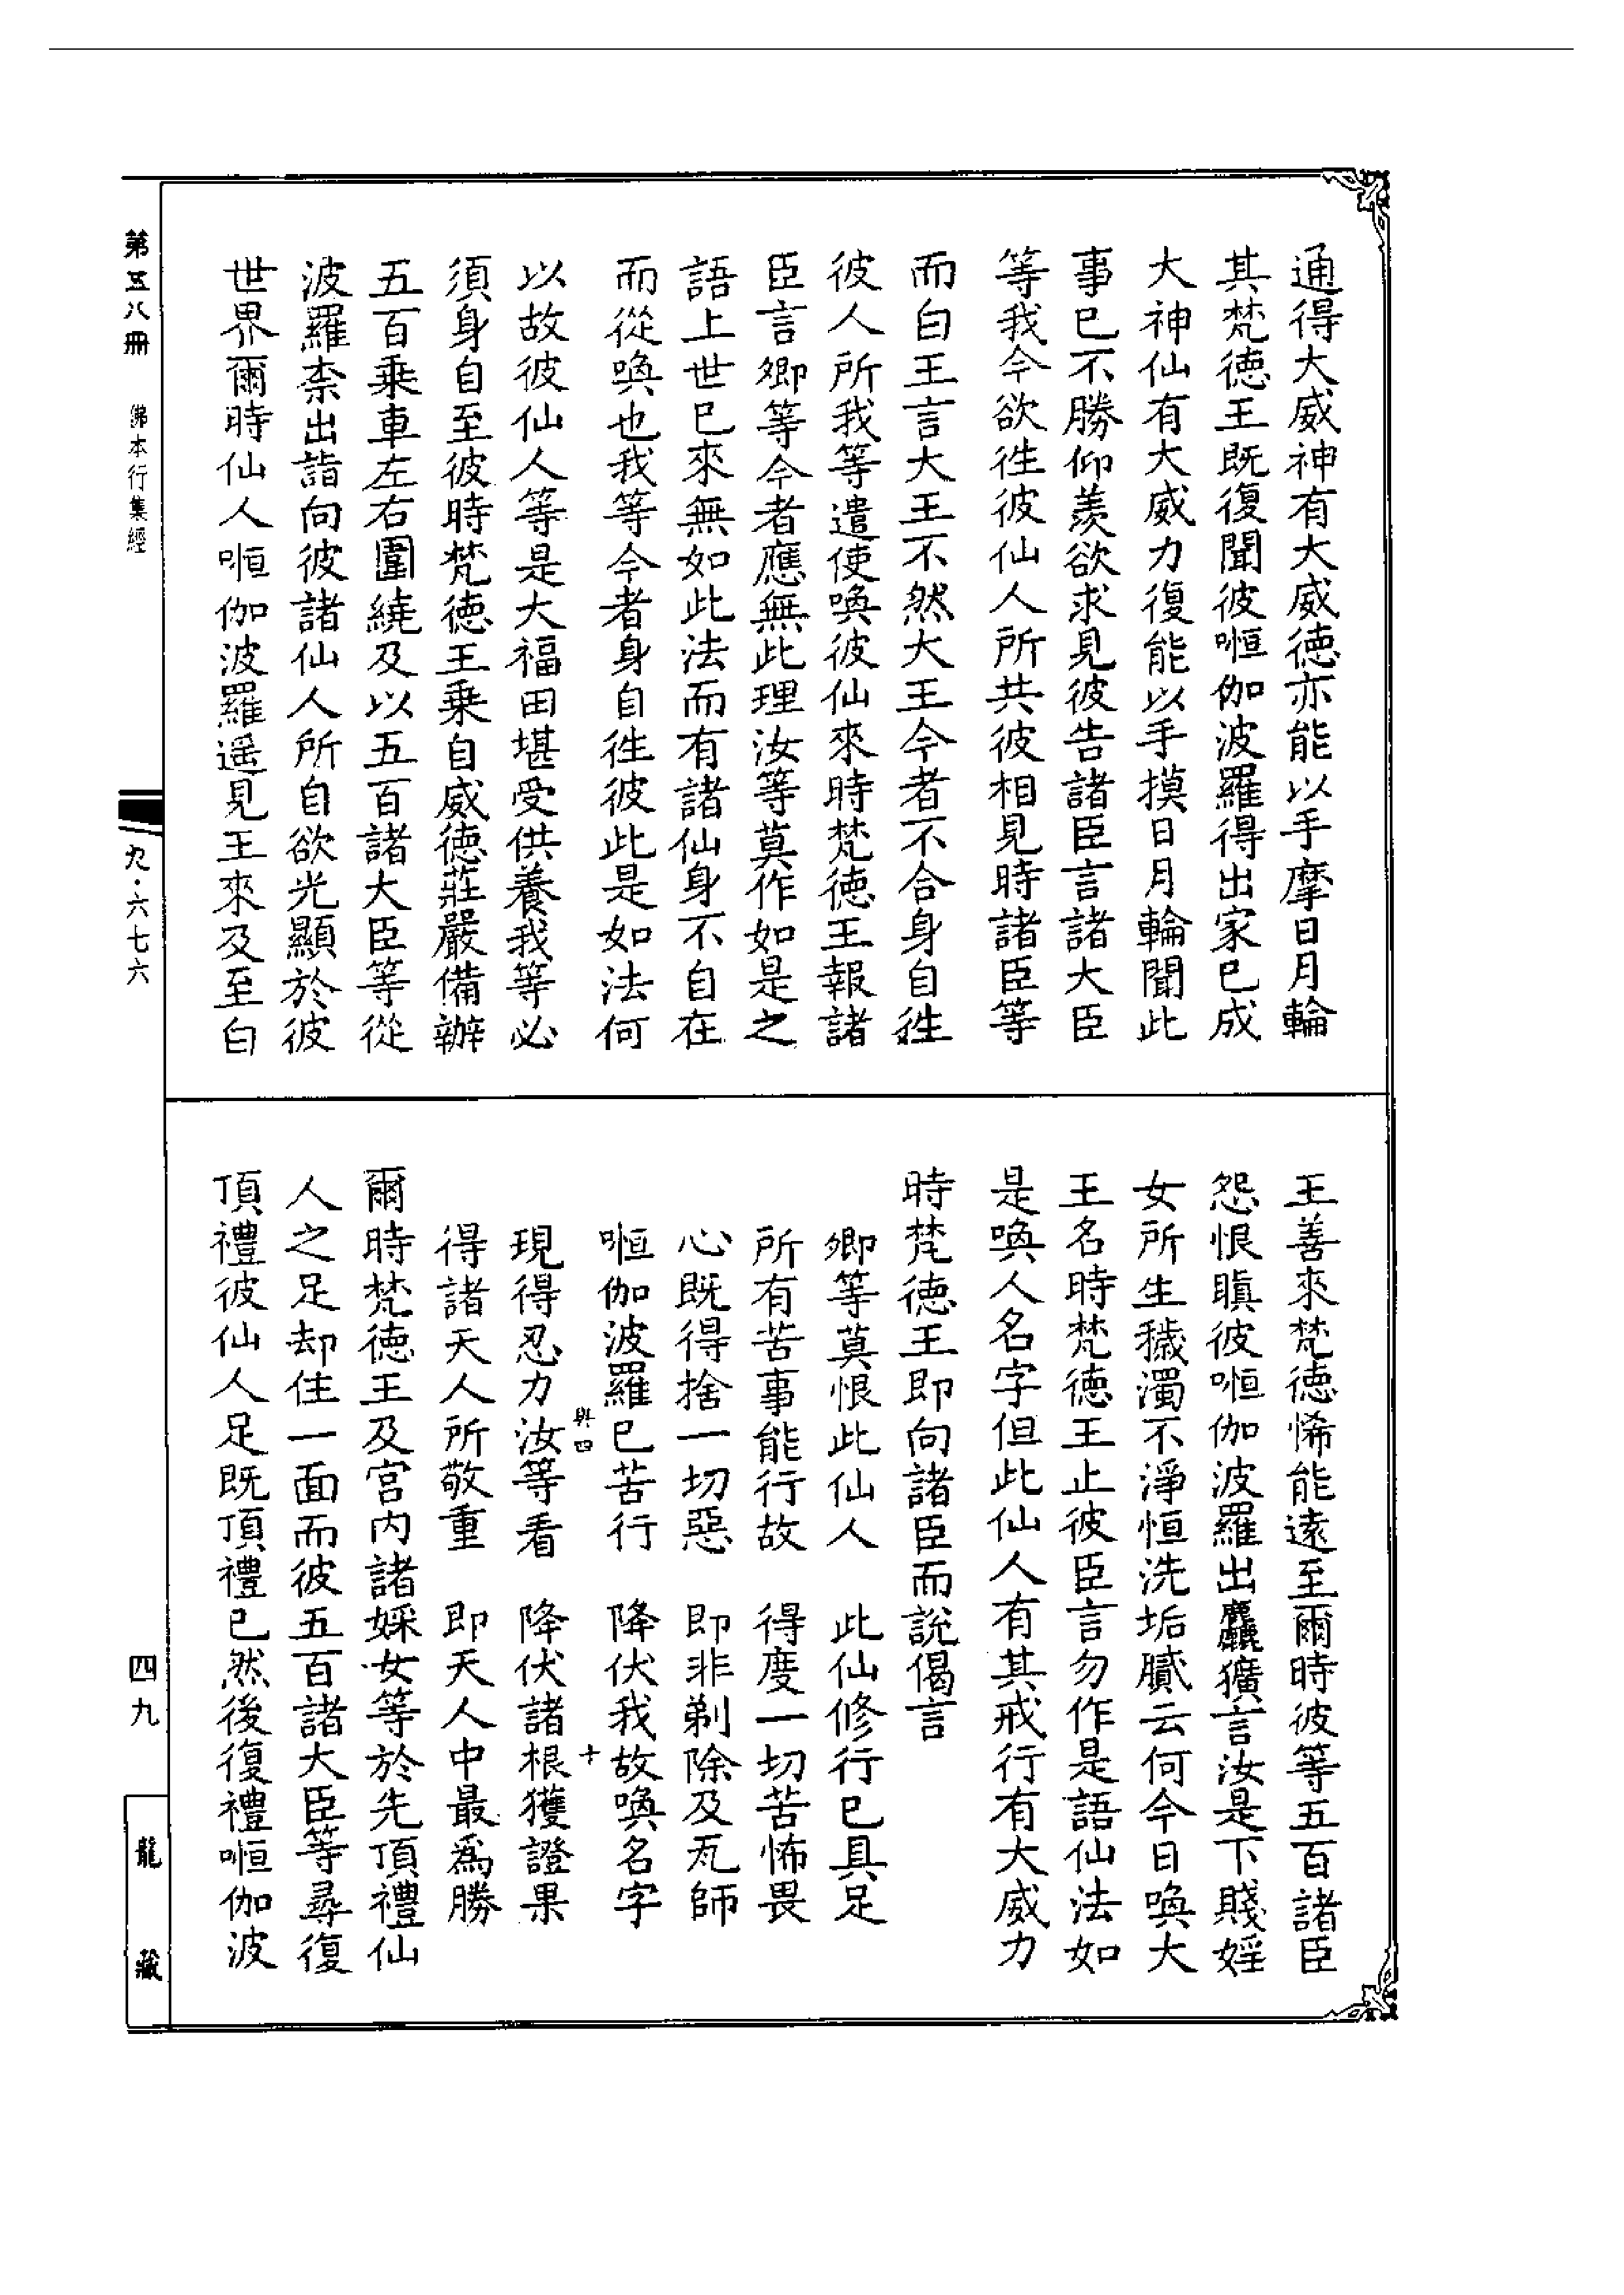 通得大威神有大威德亦能以手摩日月輪
其梵德王既復聞彼㗌伽波羅得出家已成
大神仙有大威力復能以手摸日月輪聞此
事已不勝仰羨欲求見彼告諸臣言諸大臣
等我今欲往彼仙人所共彼相見時諸臣等
而白王言大王不然大王今者不合身自往
彼人所我等遣使喚彼仙來時梵德王報諸
臣言卿等今者應無此理汝等莫作如是之
語上世已來無如此法而有諸仙身不自在
而從喚也我等今者身自往彼此是如法何
以故彼仙人等是大福田堪受供養我等必
須身自至彼時梵德王乘自威德莊嚴備辦
五百乘車左右圍繞及以五百諸大臣等從
波羅柰出詣向彼諸仙人所自欲光顯於彼
世界爾時仙人㗌伽波羅遥見王來及至白
王善來梵德悕能遠至爾時彼等五百諸臣
怨恨瞋彼㗌伽波羅出麤獷言汝是下賤婬
女所生穢濁不淨恒洗垢膩云何今日喚大
王名時梵德王止彼臣言勿作是語仙法如
是喚人名字但此仙人有其戒行有大威力
時梵德王即向諸臣而說偈言
卿等莫恨此仙人　此仙修行已具足
所有苦事能行故　得度一切苦怖畏
心既得捨一切惡　即非剃除及瓦師
㗌伽波羅已苦行　降伏我故喚名字
與四　十
現得忍力汝等看　降伏諸根獲證果
得諸天人所敬重　即天人中最爲勝
爾時梵德王及宮内諸婇女等於先頂禮仙
人之足却住一面而彼五百諸大臣等尋復
頂禮彼仙人足既頂禮已然後復禮㗌伽波
第五八冊　佛本行集經
九·六七六
四九
龍藏